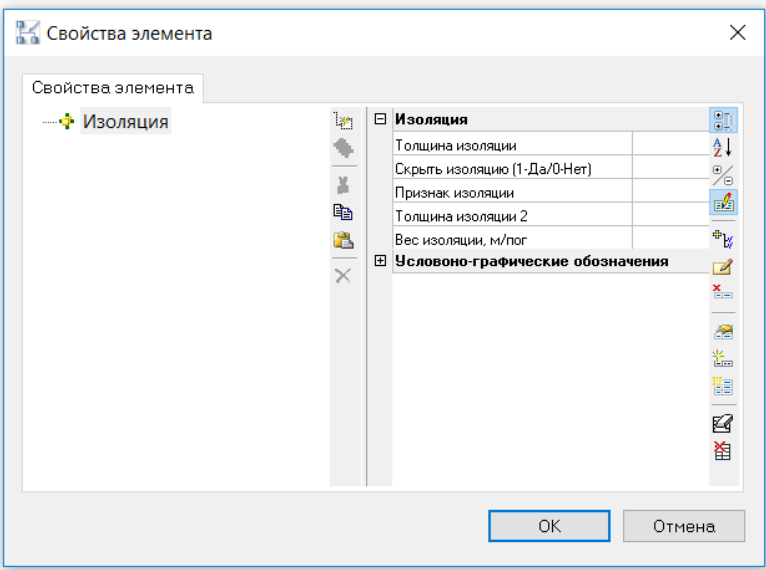 Свойства элемента
Свойства элемента
Изоляция
Изоляция
Толщина изоляции
Скрыть изоляцию (1-Да/0-Нет)
Признак изоляции
Толщина изоляции 2
Вес изоляции, м/пог
Условоно-графические обозначения
OK
Отмена